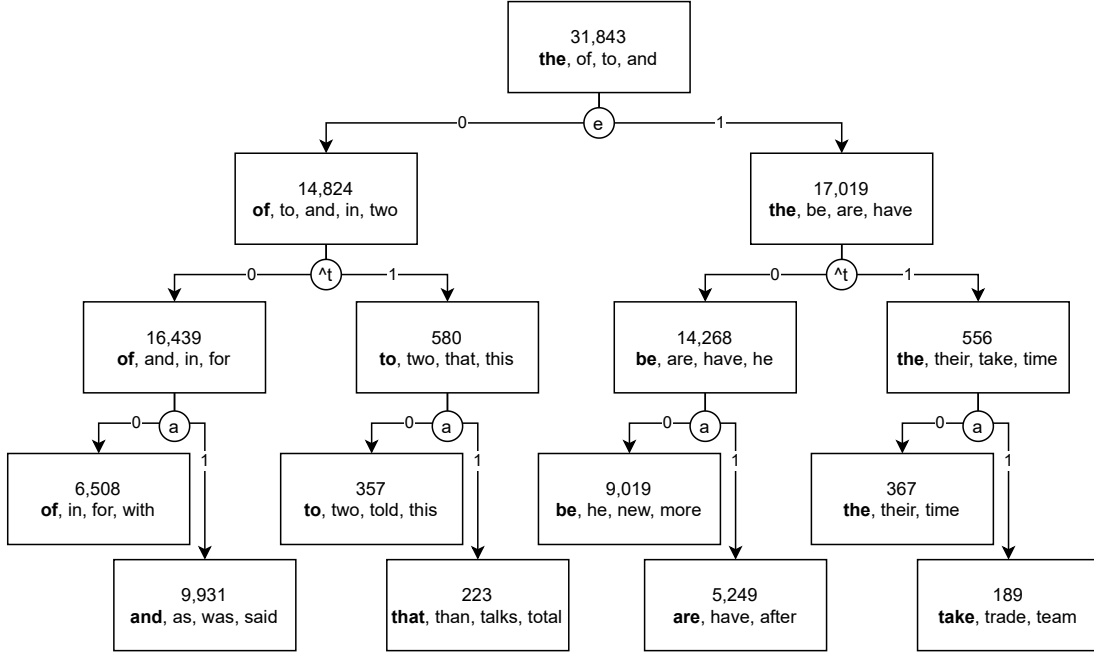 31,843
the, of, to, and
e
0
1
14,824
of, to, and, in, two
17,019
the, be, are, have
^t
0
1
^t
0
1
16,439
of, and, in, for
580
to, two, that, this
14,268
be, are, have, he
556
the, their, take, time
a
0
1
a
0
1
a
0
1
a
0
1
6,508
of, in, for, with
357
to, two, told, this
9,019
be, he, new, more
367
the, their, time
9,931
and, as, was, said
223
that, than, talks, total
5,249
are, have, after
189
take, trade, team